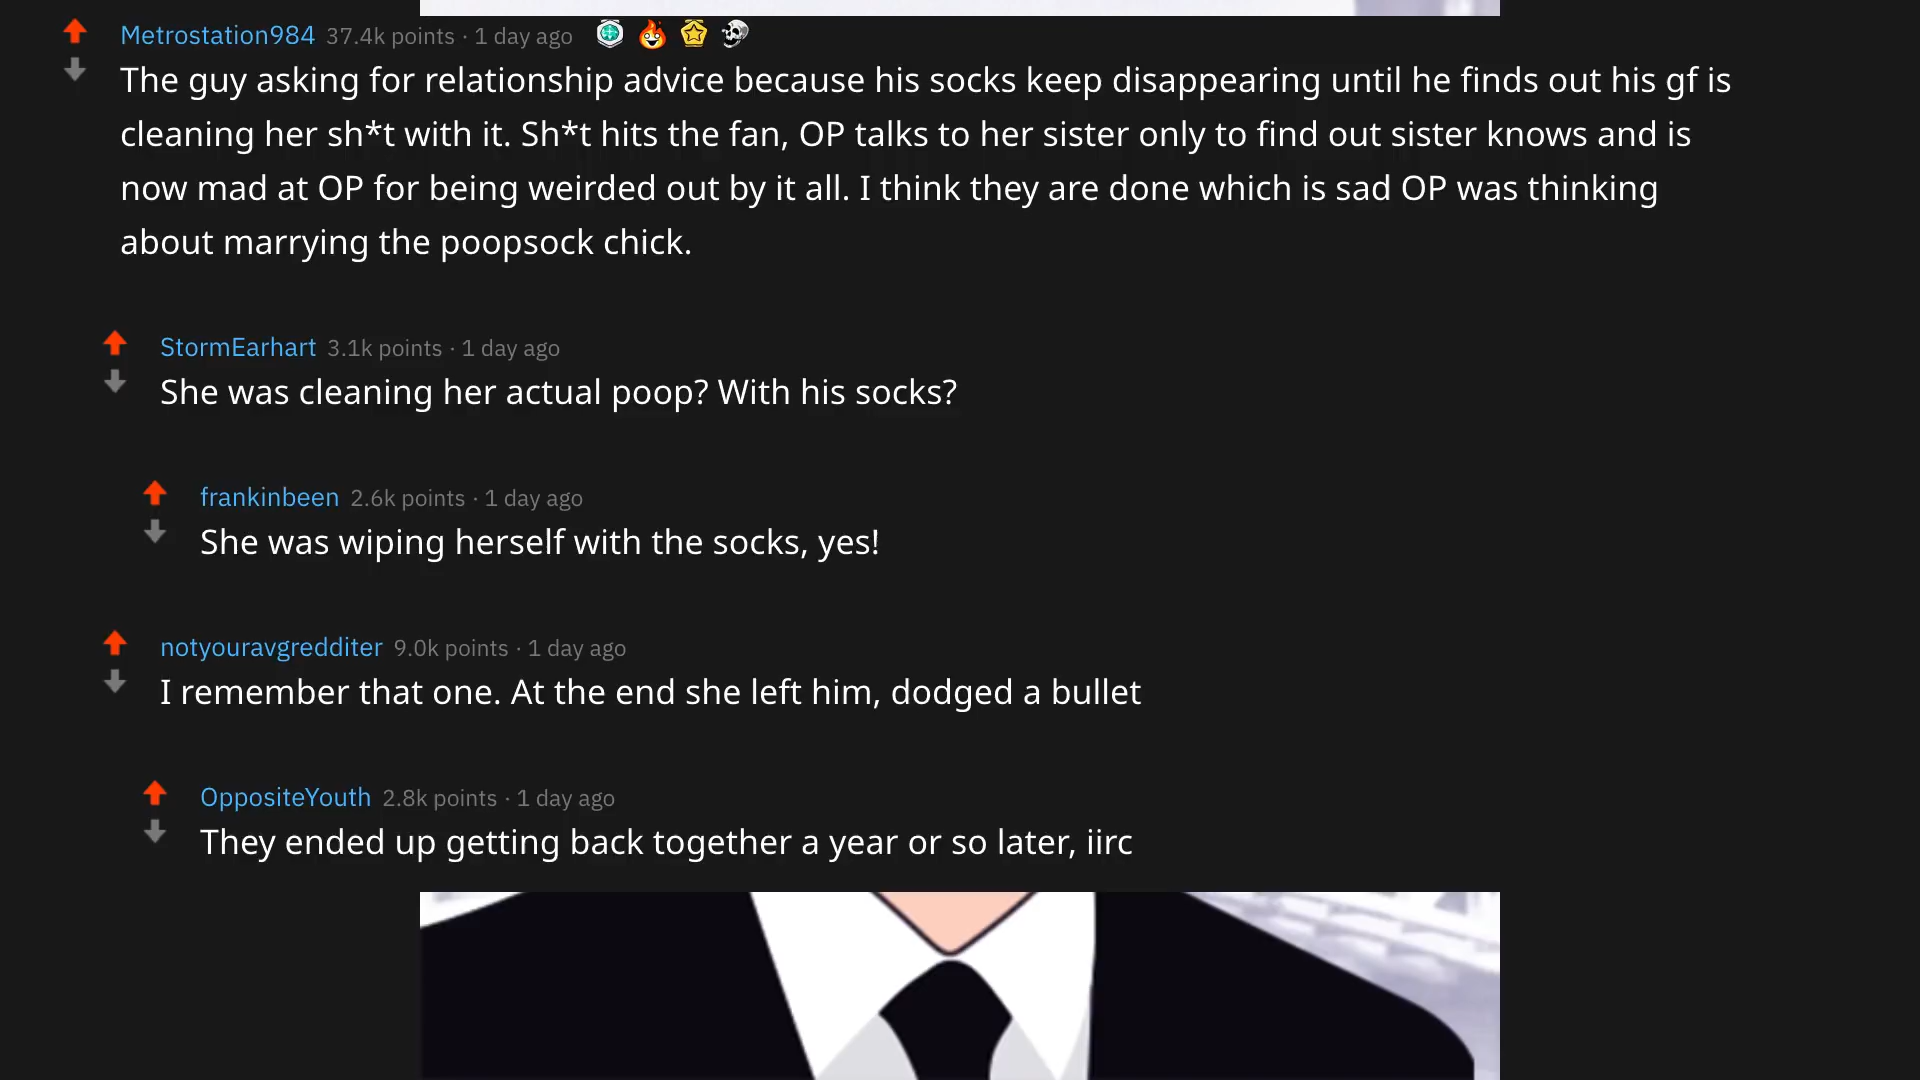 Metrostation984 37.4k points · 1 day ago
The guy asking for relationship advice because his socks keep disappearing until he finds out his gf is
cleaning her sh*t with it. Sh*t hits the fan, OP talks to her sister only to find out sister knows and is
now mad at OP for being weirded out by it all. I think they are done which is sad OP was thinking
about marrying the poopsock chick.
StormEarhart 3.1k points · 1 day ago
She was cleaning her actual poop? With his socks?
frankinbeen 2.6k points · 1 day ago
She was wiping herself with the socks, yes!
notyouravgredditer 9.0k points · 1 day ago
I remember that one. At the end she left him, dodged a bullet
OppositeYouth 2.8k points · 1 day ago
They ended up getting back together a year or so later, iirc